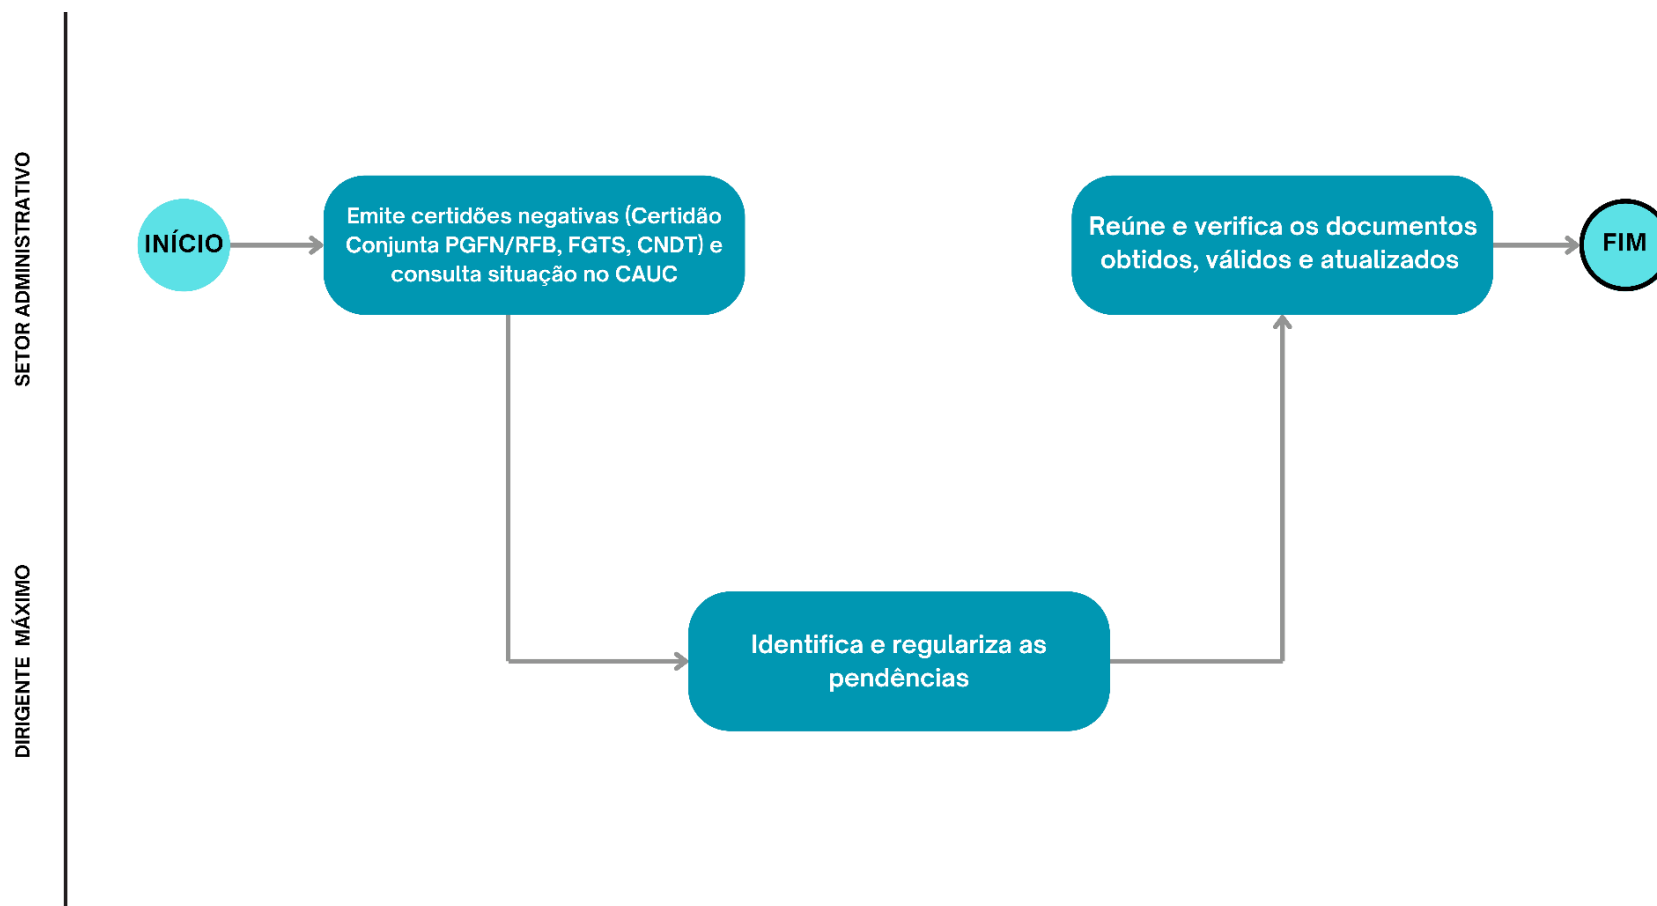 SETOR ADMINISTRATIVO
INÍCIO
Emite certidões negativas (Certidão
Conjunta PGFN/RFB, FGTS, CNDT) e
consulta situação no CAUC
Reúne e verifica os documentos
obtidos, válidos e atualizados
FIM
DIRIGENTE MÁXIMO
Identifica e regulariza as
pendências